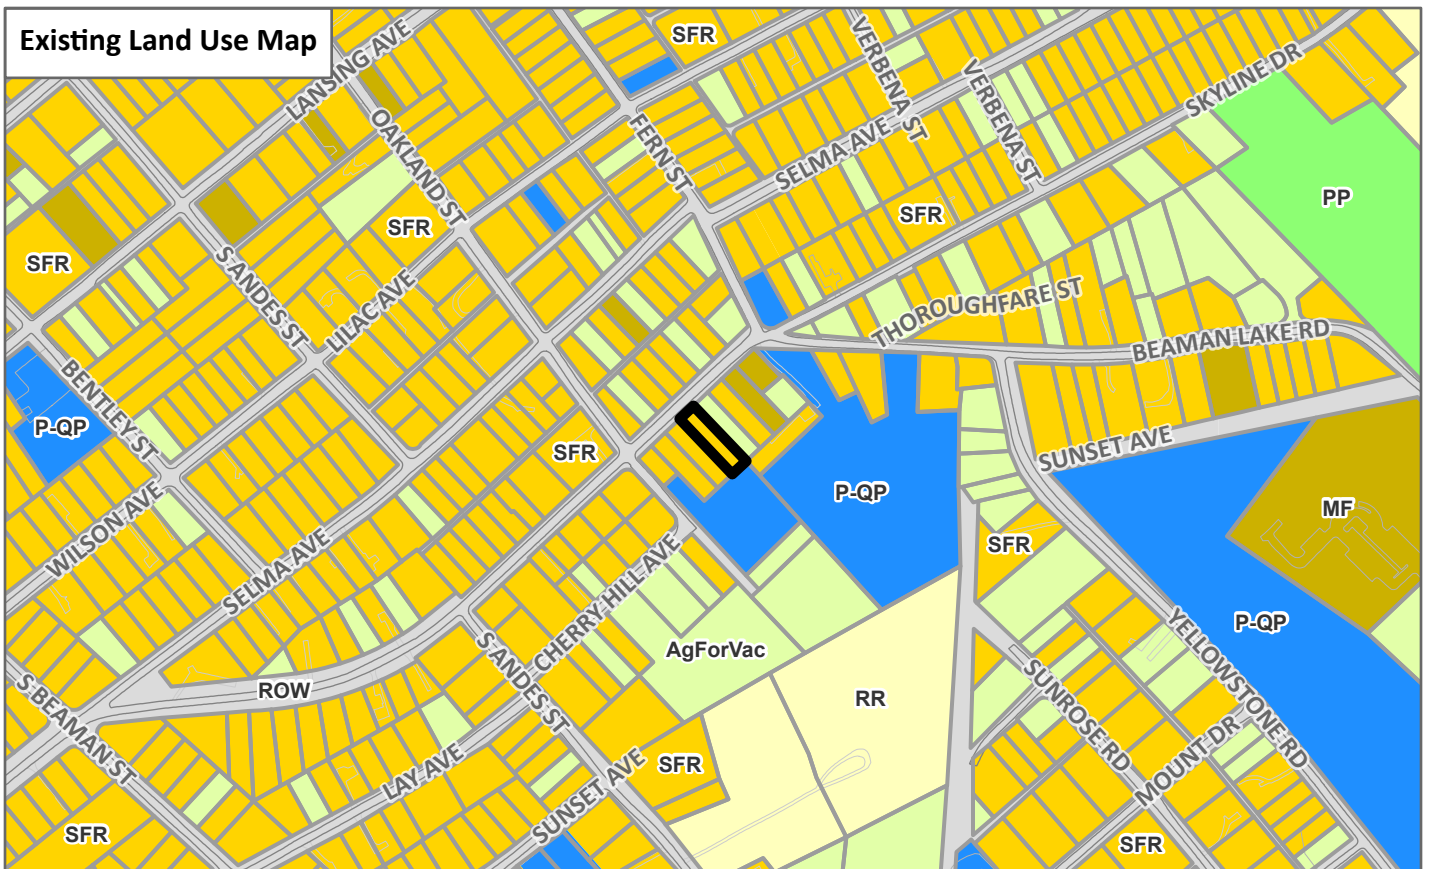 Existing Land Use Map
LANSING AVE
SFR
VERBENA ST
VERBENA ST
SKYLINE DR
OAKLAND ST
FERN ST
SELMA AVE
PP
SFR
SFR
SFR
S ANDES ST
LILAC AVE
THOROUGHFARE ST
BEAMAN LAKE RD
BENTLEY ST
P-QP
SFR
SUNSET AVE
P-QP
MF
WILSON AVE
SELMA AVE
SFR
CHERRY HILL AVE
YELLOWSTONE RD
P-QP
AgForVac
S ANDES ST
ROW
RR
S BEAMAN ST
SUNROSE RD
MOUNT DR
LAY AVE
SFR
SUNSET AVE
SFR
SFR